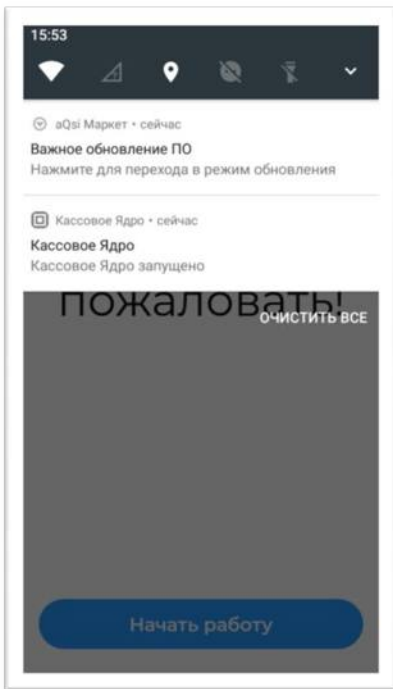 15:53
aQsi Маркет • сейчас
Важное обновление ПО
Нажмите для перехода в режим обновления
Кассовое Ядро • сейчас
Кассовое Ядро
Кассовое Ядро запущено
пожаловать!
ОЧИСТИТЬ ВСЕ
Начать работу